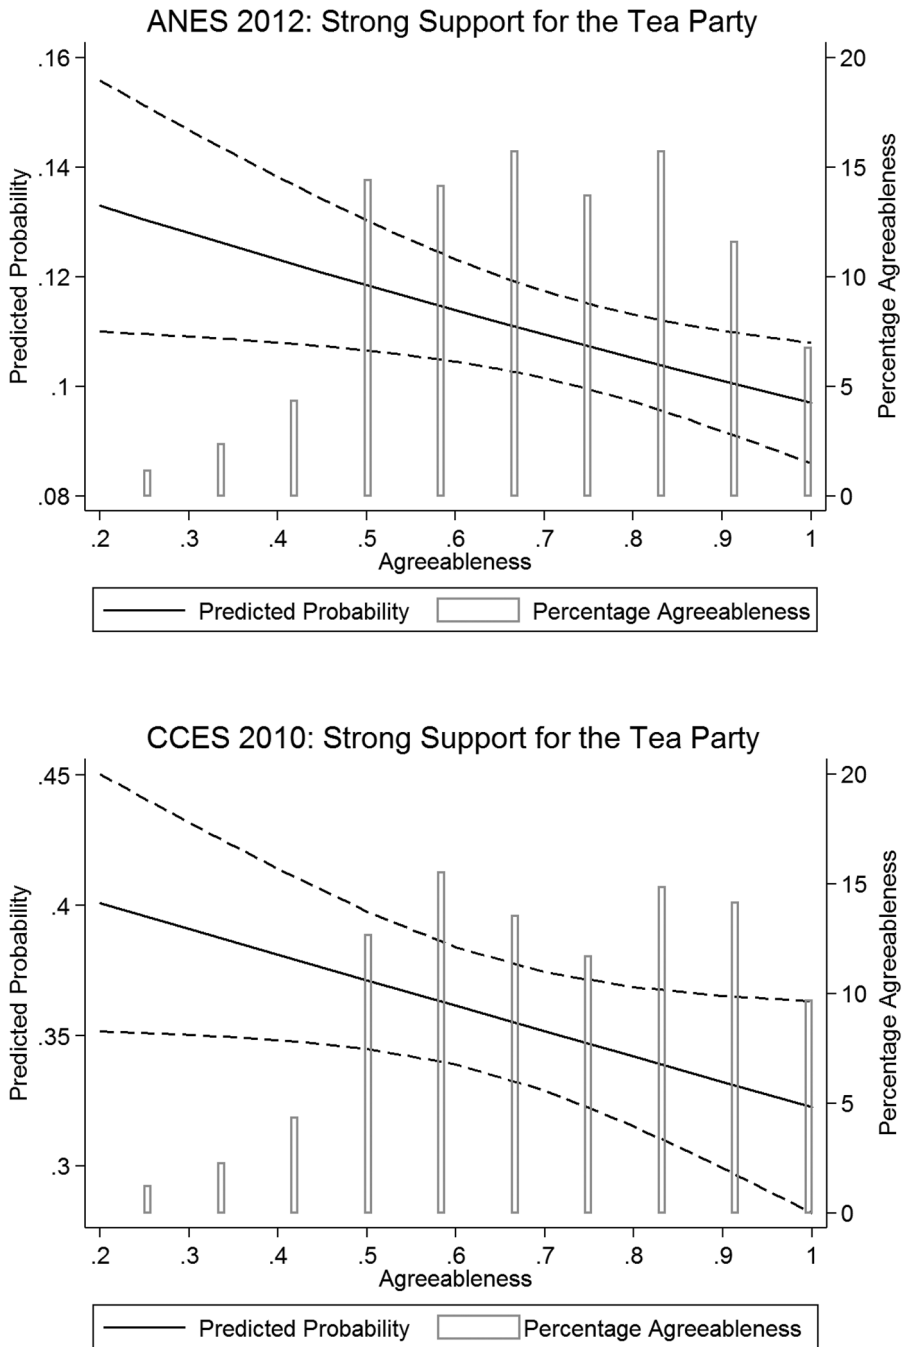 ANES 2012: Strong Support for the Tea Party
.16
.14
.12
.1
.08
Predicted Probability
20
15
10
5
0
Percentage Agreeableness
.2 .3 .4 .5 .6 .7 .8 .9 1
Agreeableness
Predicted Probability Percentage Agreeableness
CCES 2010: Strong Support for the Tea Party
.45
.4
.35
.3
Predicted Probability
20
15
10
5
0
Percentage Agreeableness
.2 .3 .4 .5 .6 .7 .8 .9 1
Agreeableness
Predicted Probability Percentage Agreeableness